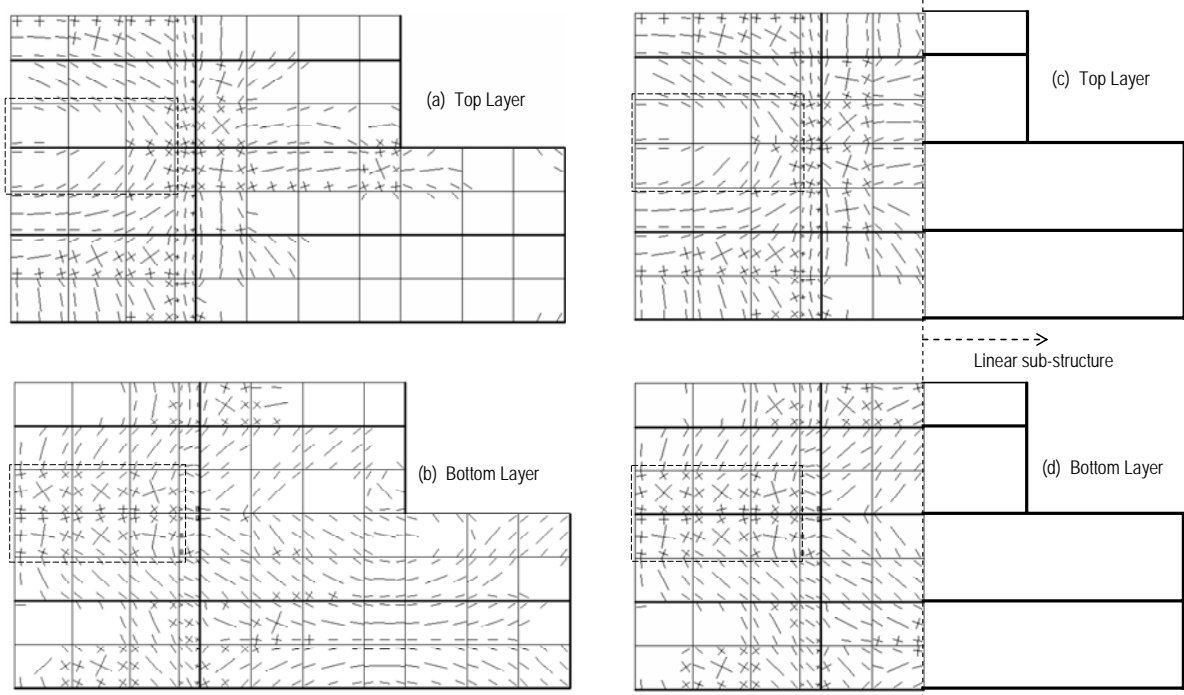 (a) Top Layer
(c) Top Layer
Linear sub-structure
(b) Bottom Layer
(d) Bottom Layer